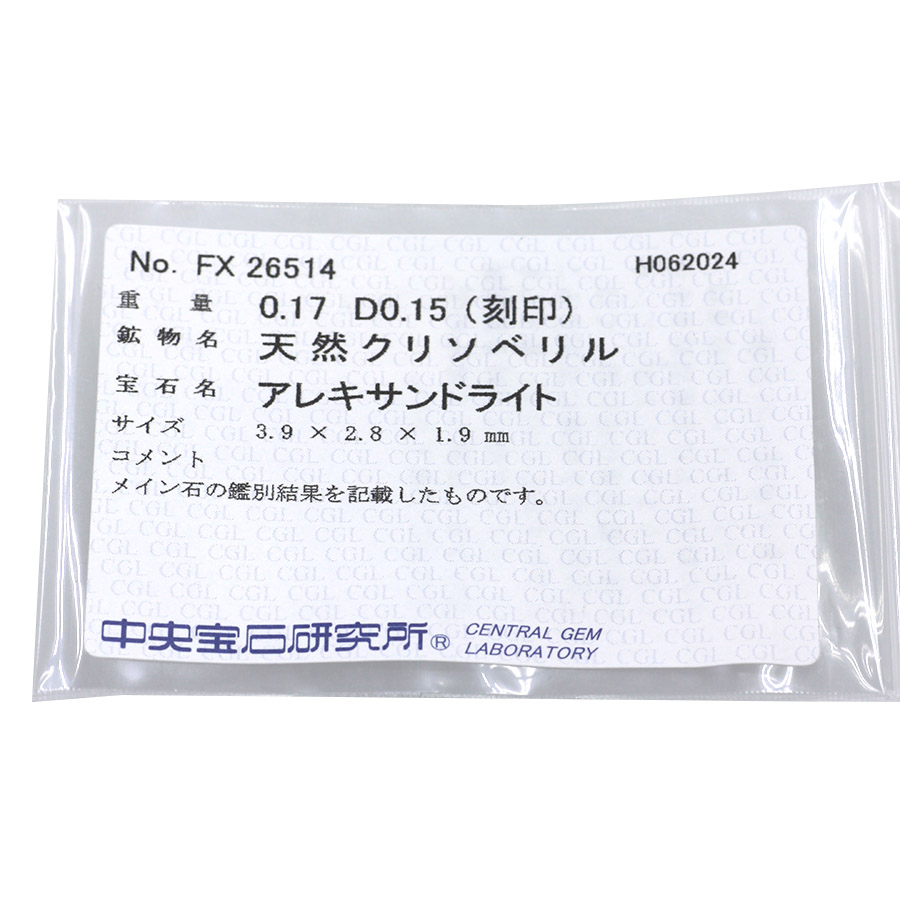 No. FX 26514 H062024
重量 0.17 D0.15 (刻印)
鉱物名 天然クリソベリル
宝石名 アレキサンドライト
サイズ 3.9 × 2.8 × 1.9 mm
コメント
メイン石の鑑別結果を記載したものです。
中央宝石研究所® CENTRAL GEM
LABORATORY